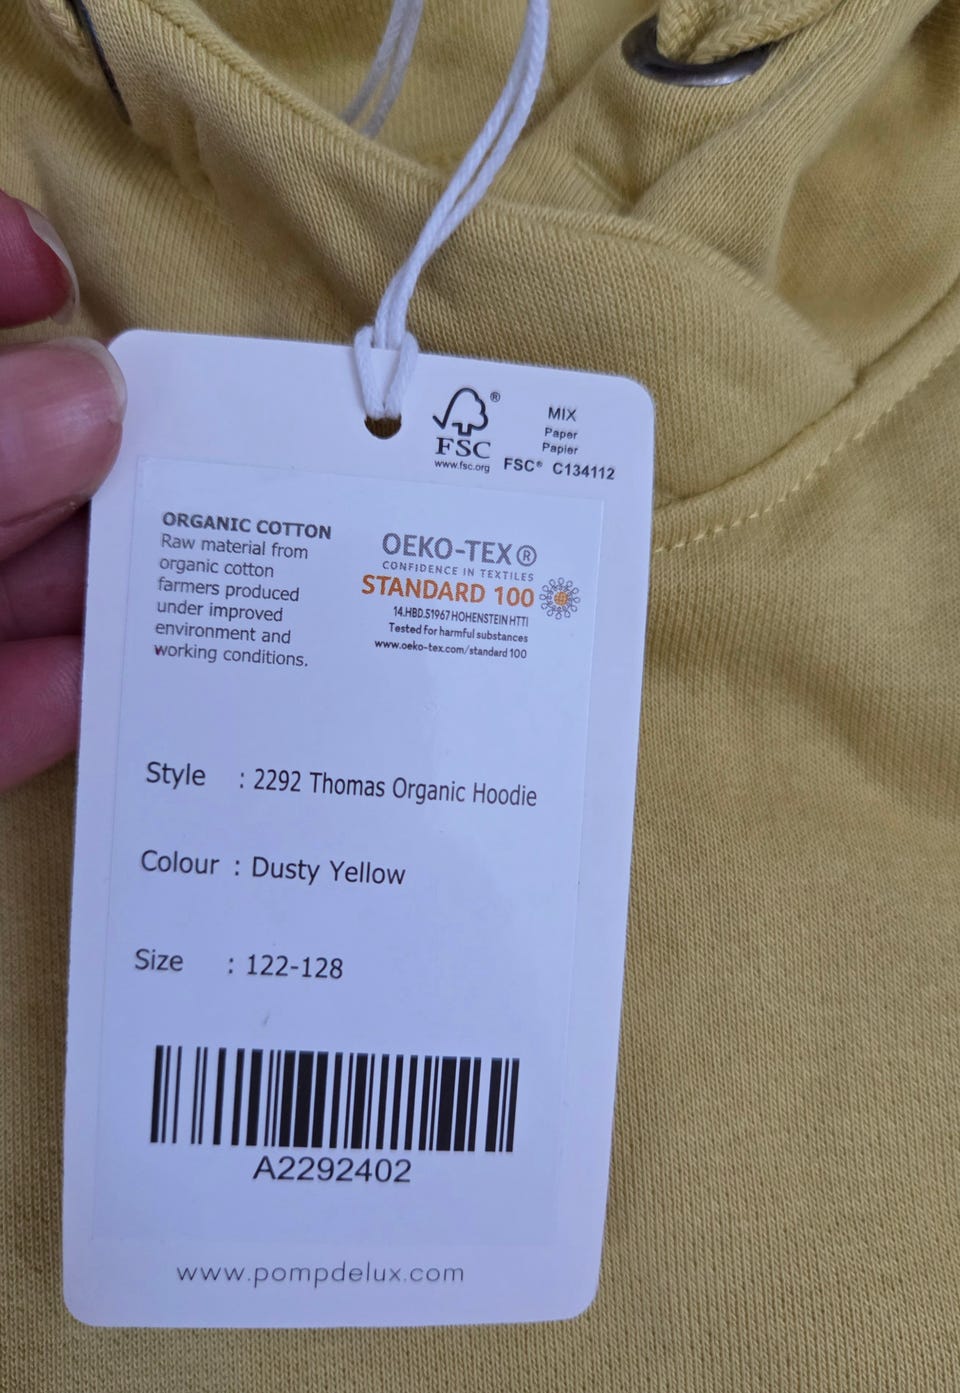 FSC®
www.fsc.org
MIX
Paper
Papier
FSC® C134112
ORGANIC COTTON
Raw material from
organic cotton
farmers produced
under improved
environment and
working conditions.
OEKO-TEX®
CONFIDENCE IN TEXTILES
STANDARD 100
14.HBD.51967 HOHENSTEIN HTTI
Tested for harmful substances
www.oeko-tex.com/standard100
Style : 2292 Thomas Organic Hoodie
Colour : Dusty Yellow
Size : 122-128
A2292402
www.pompdelux.com